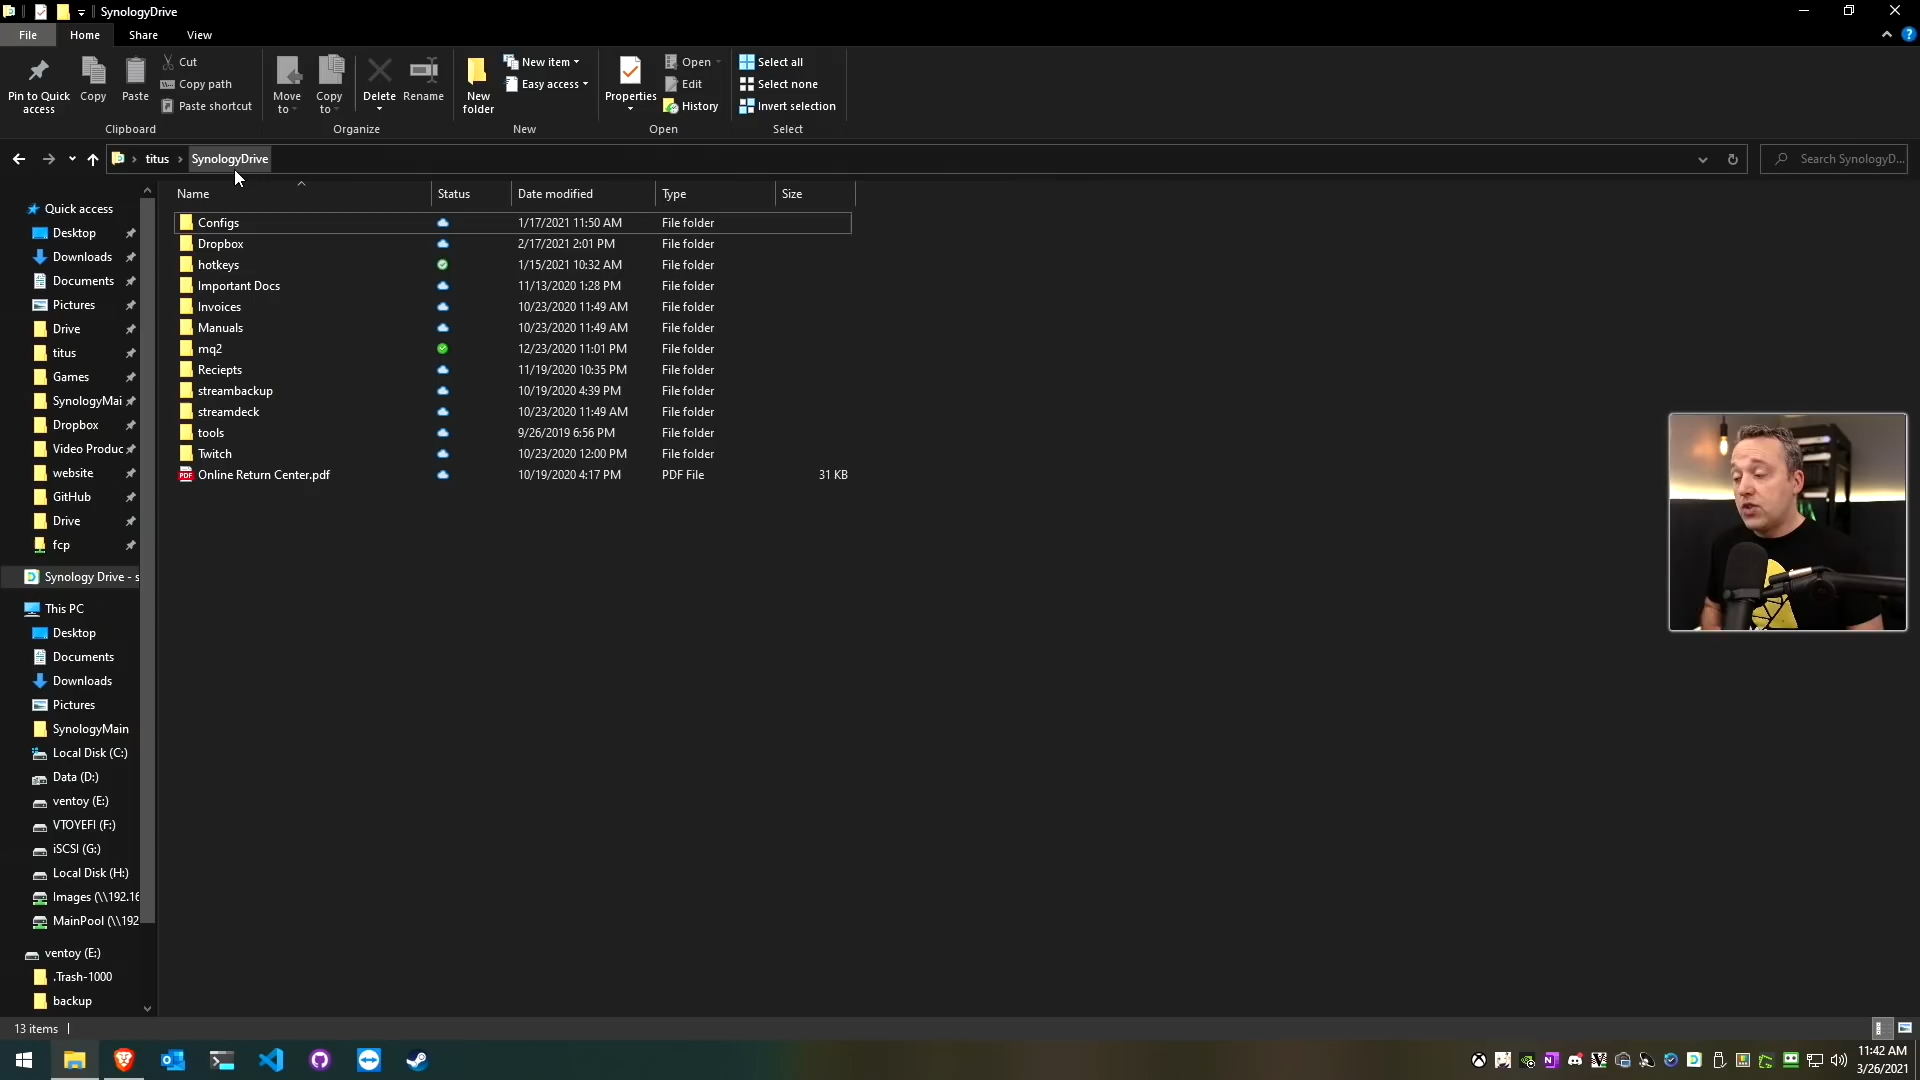 SynologyDrive
File Home Share View
Pin to Quick access
Copy
Paste
Cut
Copy path
Paste shortcut
Clipboard
Move to
Copy to
Delete
Rename
Organize
New folder
New item
Easy access
New
Properties
Open
Edit
History
Open
Select all
Select none
Invert selection
Select
titus SynologyDrive
Search SynologyD...
Name Status Date modified Type Size
Configs 1/17/2021 11:50 AM File folder
Dropbox 2/17/2021 2:01 PM File folder
hotkeys 1/15/2021 10:32 AM File folder
Important Docs 11/13/2020 1:28 PM File folder
Invoices 10/23/2020 11:49 AM File folder
Manuals 10/23/2020 11:49 AM File folder
mq2 12/23/2020 11:01 PM File folder
Reciepts 11/19/2020 10:35 PM File folder
streambackup 10/19/2020 4:39 PM File folder
streamdeck 10/23/2020 11:49 AM File folder
tools 9/26/2019 6:56 PM File folder
Twitch 10/23/2020 12:00 PM File folder
PDF Online Return Center.pdf 10/19/2020 4:17 PM PDF File 31 KB
Quick access
Desktop
Downloads
Documents
Pictures
Drive
titus
Games
SynologyMai
Dropbox
Video Produc
website
GitHub
Drive
fcp
Synology Drive - s
This PC
Desktop
Documents
Downloads
Pictures
SynologyMain
Local Disk (C:)
Data (D:)
ventoy (E:)
VTOYEFI (F:)
iSCSI (G:)
Local Disk (H:)
Images (\\192.16
MainPool (\\192
ventoy (E:)
.Trash-1000
backup
13 items
11:42 AM
3/26/2021